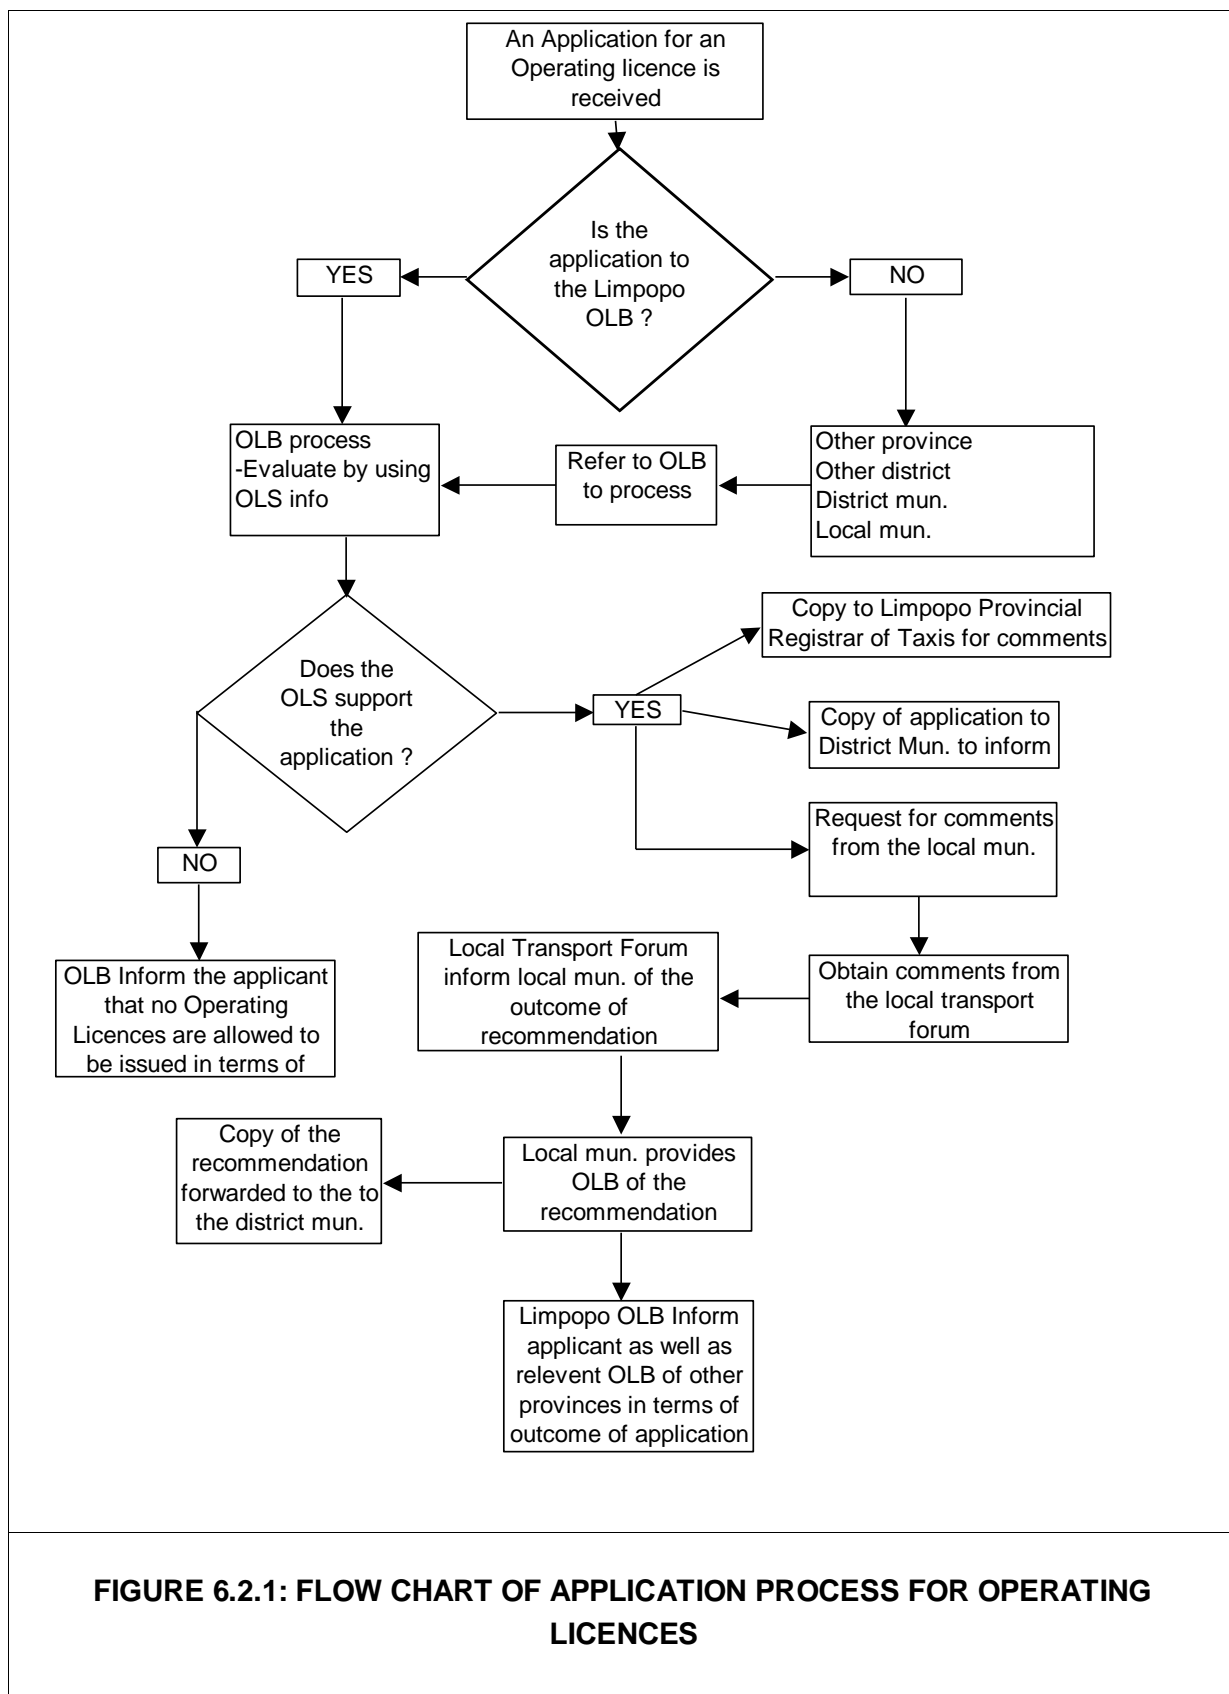 An Application for an
Operating licence is
received
Is the
application to
the Limpopo
OLB ?
YES
NO
OLB process
-Evaluate by using
OLS info
Refer to OLB
to process
Other province
Other district
District mun.
Local mun.
Does the
OLS support
the
application ?
YES
Copy to Limpopo Provincial
Registrar of Taxis for comments
Copy of application to
District Mun. to inform
Request for comments
from the local mun.
NO
OLB Inform the applicant
that no Operating
Licences are allowed to
be issued in terms of
Local Transport Forum
inform local mun. of the
outcome of
recommendation
Obtain comments from
the local transport
forum
Copy of the
recommendation
forwarded to the to
the district mun.
Local mun. provides
OLB of the
recommendation
Limpopo OLB Inform
applicant as well as
relevent OLB of other
provinces in terms of
outcome of application
FIGURE 6.2.1: FLOW CHART OF APPLICATION PROCESS FOR OPERATING
LICENCES